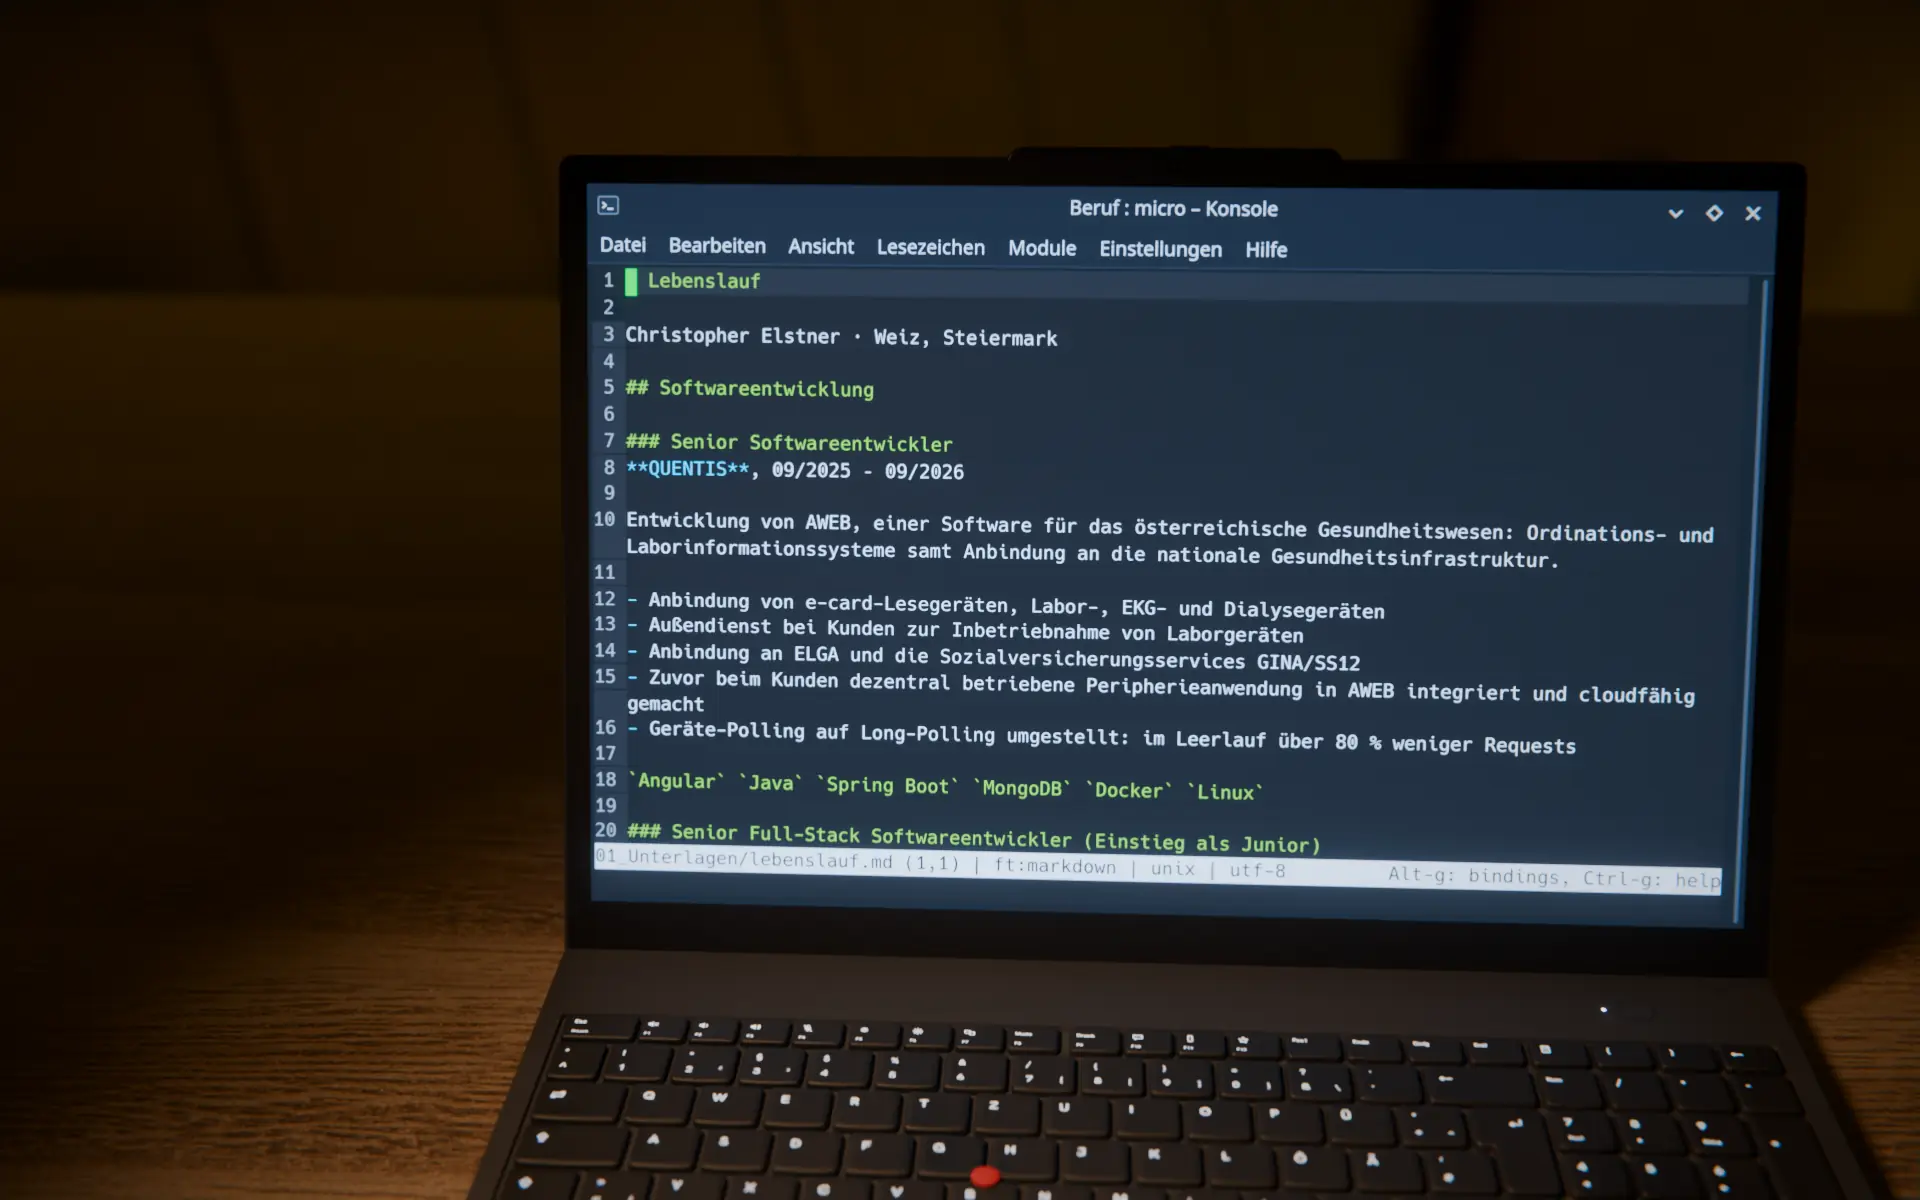 Beruf : micro – Konsole
Datei Bearbeiten Ansicht Lesezeichen Module Einstellungen Hilfe
1 Lebenslauf
2
3 Christopher Elstner · Weiz, Steiermark
4
5 ## Softwareentwicklung
6
7 ### Senior Softwareentwickler
8 **QUENTIS**, 09/2025 - 09/2026
9
10 Entwicklung von AWEB, einer Software für das österreichische Gesundheitswesen: Ordinations- und
Laborinformationssysteme samt Anbindung an die nationale Gesundheitsinfrastruktur.
11
12 - Anbindung von e-card-Lesegeräten, Labor-, EKG- und Dialysegeräten
13 - Außendienst bei Kunden zur Inbetriebnahme von Laborgeräten
14 - Anbindung an ELGA und die Sozialversicherungsservices GINA/SS12
15 - Zuvor beim Kunden dezentral betriebene Peripherieanwendung in AWEB integriert und cloudfähig
gemacht
16 - Geräte-Polling auf Long-Polling umgestellt: im Leerlauf über 80 % weniger Requests
17
18 `Angular` `Java` `Spring Boot` `MongoDB` `Docker` `Linux`
19
20 ### Senior Full-Stack Softwareentwickler (Einstieg als Junior)
01_Unterlagen/lebenslauf.md (1,1) | ft:markdown | unix | utf-8 Alt-g: bindings, Ctrl-g: help
Q W E R T Z U I O P Ü
A S D F G H J K L Ö Ä
Y X C V B N M